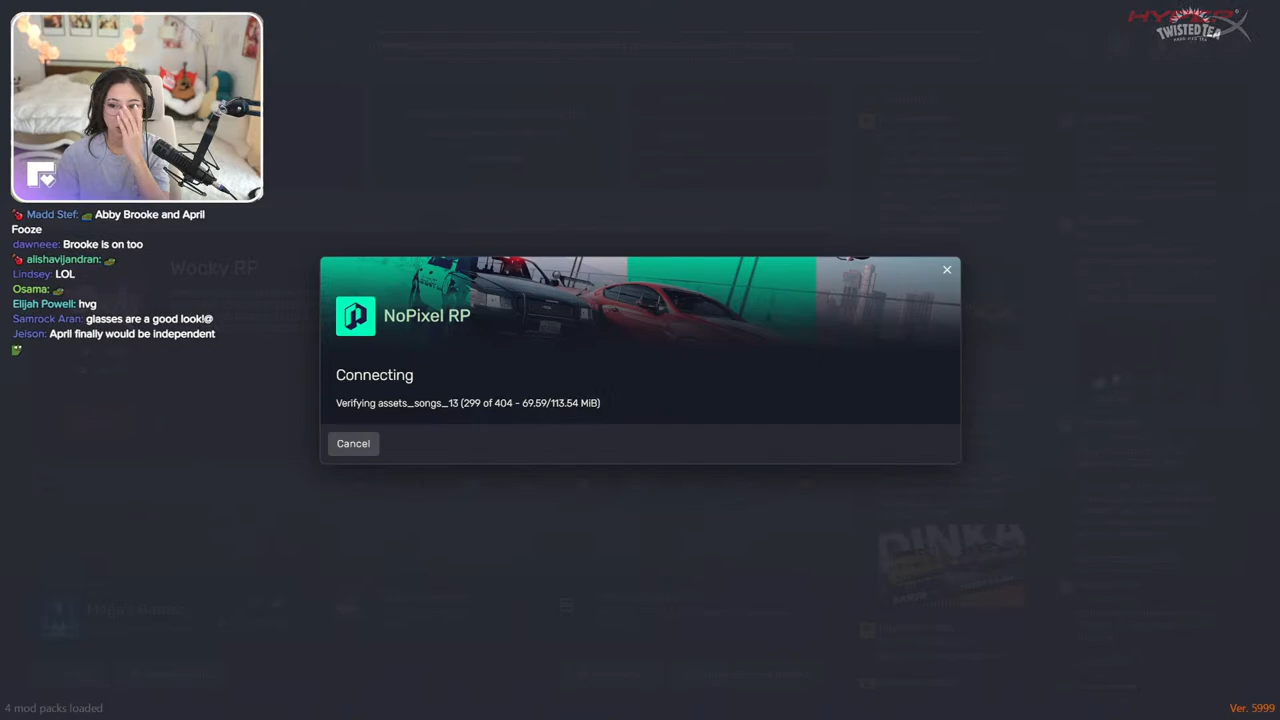 TWISTED TEA
Madd Stef: Abby Brooke and April
Fooze
dawneee: Brooke is on too
alishavijandran:
Lindsey: LOL
Osama:
Elijah Powell: hvg
Samrock Aran: glasses are a good look!@
Jeison: April finally would be independent
Wocky RP
NoPixel RP
Connecting
Verifying assets_songs_13 (299 of 404 - 69.59/113.54 MiB)
Cancel
4 mod packs loaded
Ver. 5999